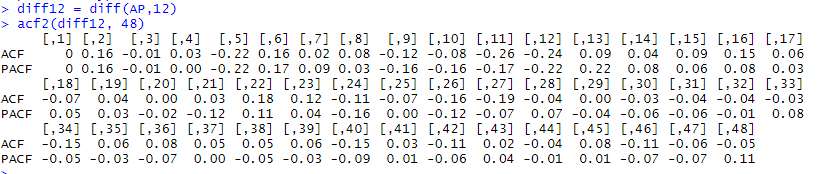 > diff12 = diff(AP,12)
> acf2(diff12, 48)
[,1] [,2] [,3] [,4] [,5] [,6] [,7] [,8] [,9] [,10] [,11] [,12] [,13] [,14] [,15] [,16] [,17]
ACF 0 0.16 -0.01 0.03 -0.22 0.16 0.02 0.08 -0.12 -0.08 -0.26 -0.24 0.09 0.04 0.09 0.15 0.06
PACF 0 0.16 -0.01 0.00 -0.22 0.17 0.09 0.03 -0.16 -0.16 -0.17 -0.22 0.22 0.08 0.06 0.08 0.03
[,18] [,19] [,20] [,21] [,22] [,23] [,24] [,25] [,26] [,27] [,28] [,29] [,30] [,31] [,32] [,33]
ACF -0.07 0.04 0.00 0.03 0.18 0.12 -0.11 -0.07 -0.16 -0.19 -0.04 0.00 -0.03 -0.04 -0.04 -0.03
PACF 0.05 0.03 -0.02 -0.12 0.11 0.04 -0.16 0.00 -0.12 -0.07 0.07 -0.04 -0.06 -0.06 -0.01 0.08
[,34] [,35] [,36] [,37] [,38] [,39] [,40] [,41] [,42] [,43] [,44] [,45] [,46] [,47] [,48]
ACF -0.15 0.06 0.08 0.05 0.05 0.06 -0.15 0.03 -0.11 0.02 -0.04 0.08 -0.11 -0.06 -0.05
PACF -0.05 -0.03 -0.07 0.00 -0.05 -0.03 -0.09 0.01 -0.06 0.04 -0.01 0.01 -0.07 -0.07 0.11
>